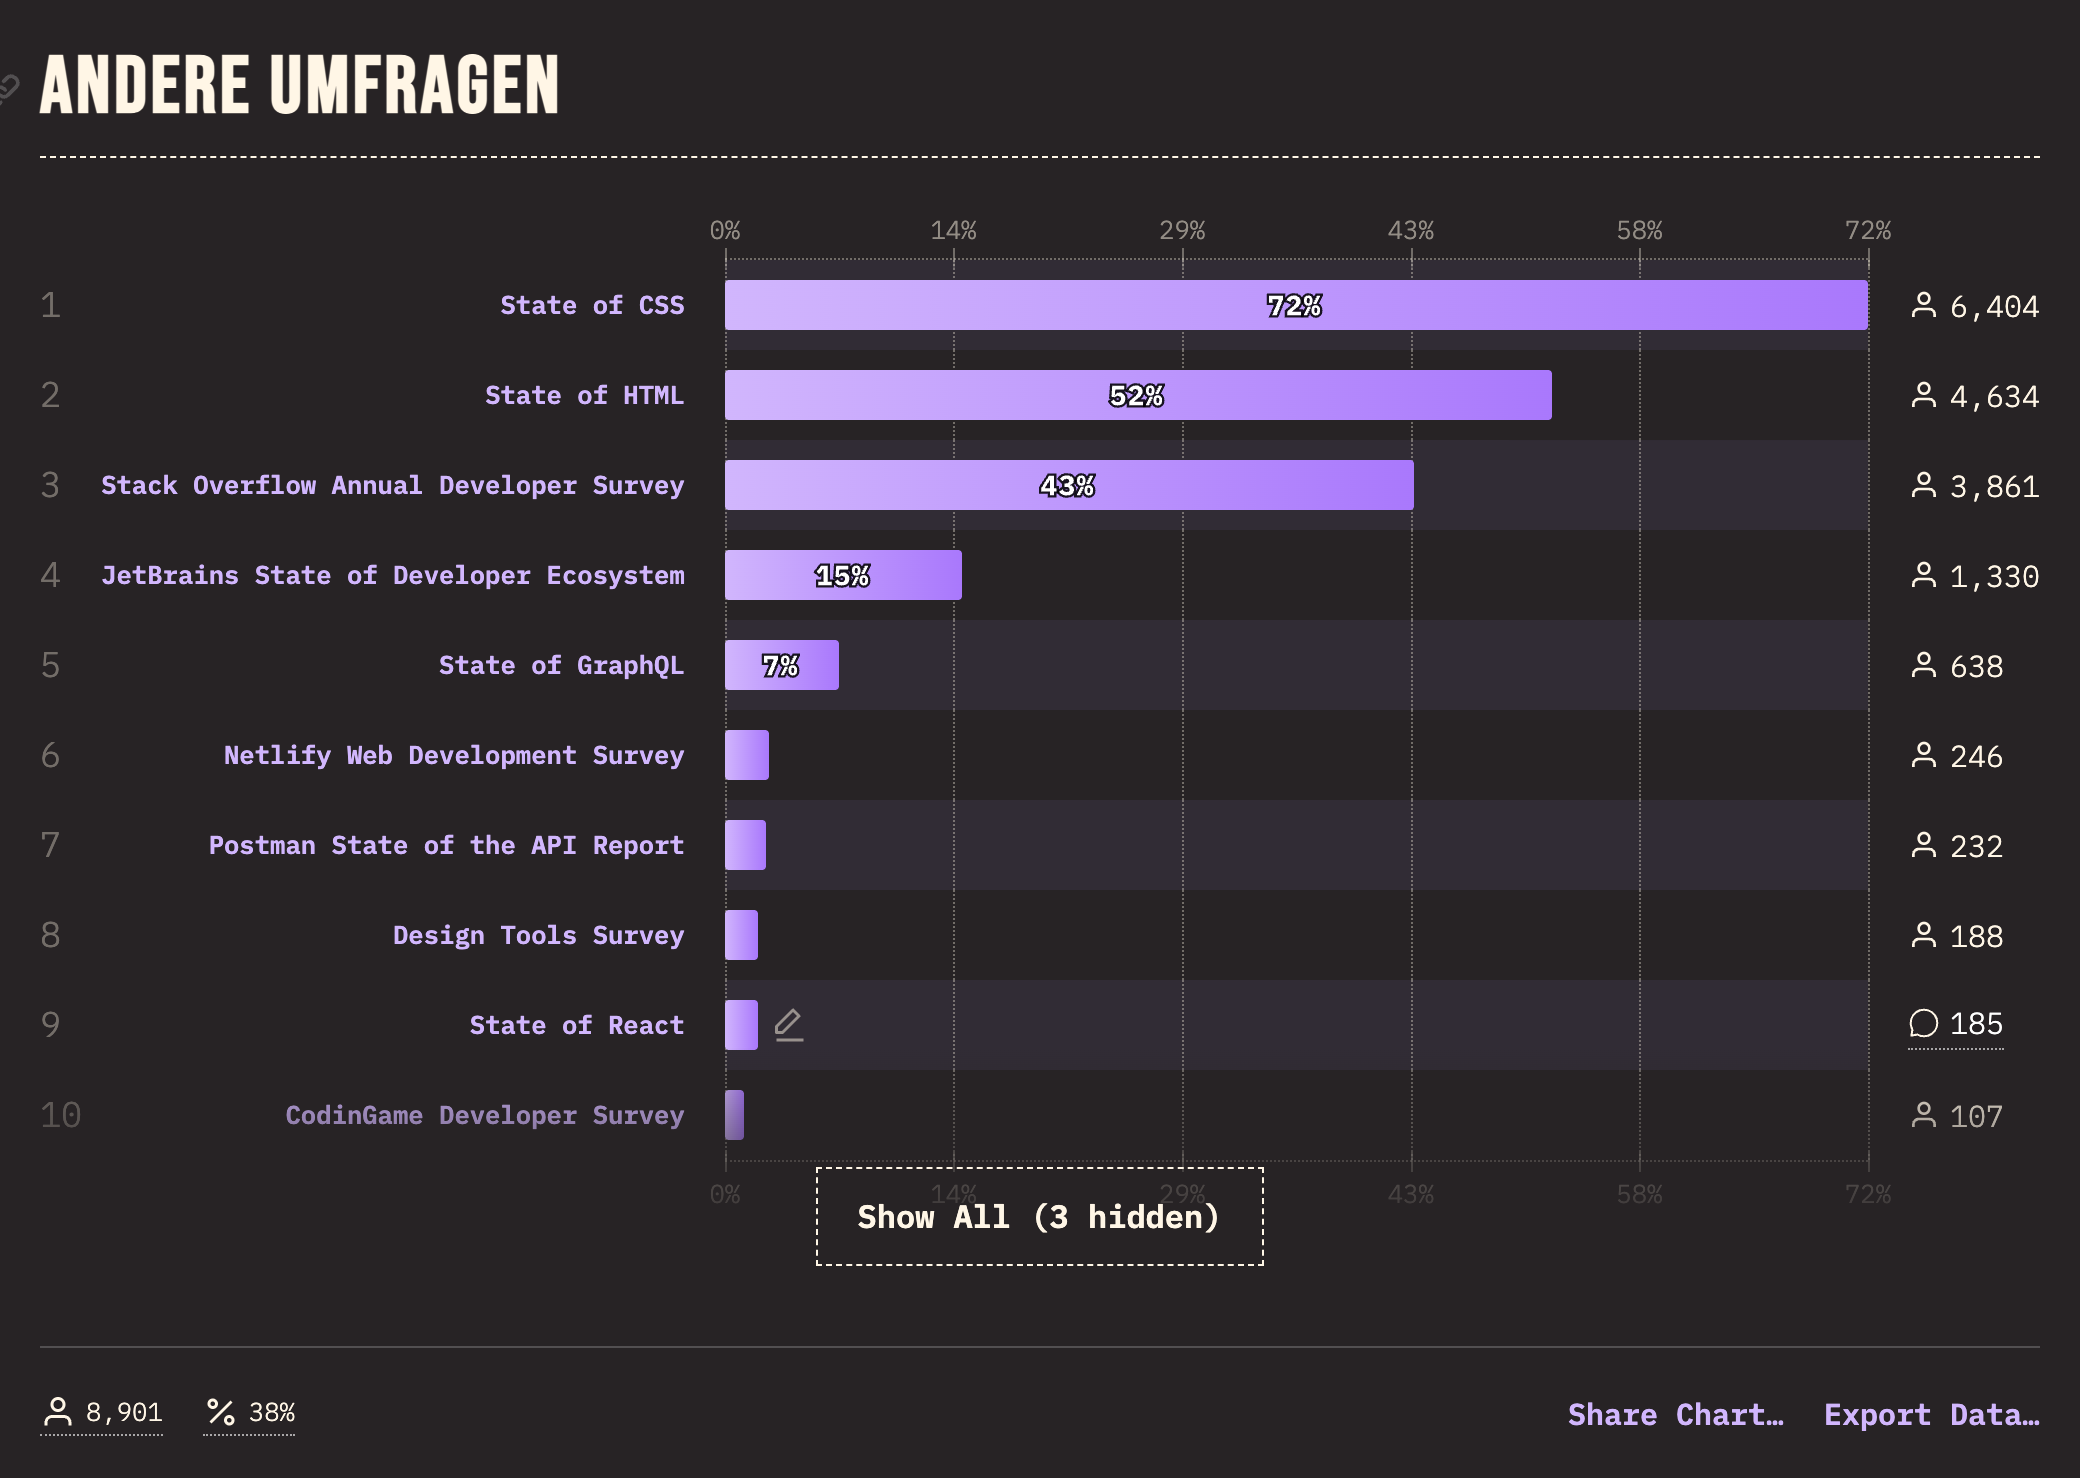 ANDERE UMFRAGEN
0% 14% 29% 43% 58% 72%
1 State of CSS 72% 6,404
2 State of HTML 52% 4,634
3 Stack Overflow Annual Developer Survey 43% 3,861
4 JetBrains State of Developer Ecosystem 15% 1,330
5 State of GraphQL 7% 638
6 Netlify Web Development Survey 246
7 Postman State of the API Report 232
8 Design Tools Survey 188
9 State of React 185
10 CodinGame Developer Survey 107
0% 14% 29% 43% 58% 72%
Show All (3 hidden)
8,901 38% Share Chart… Export Data…